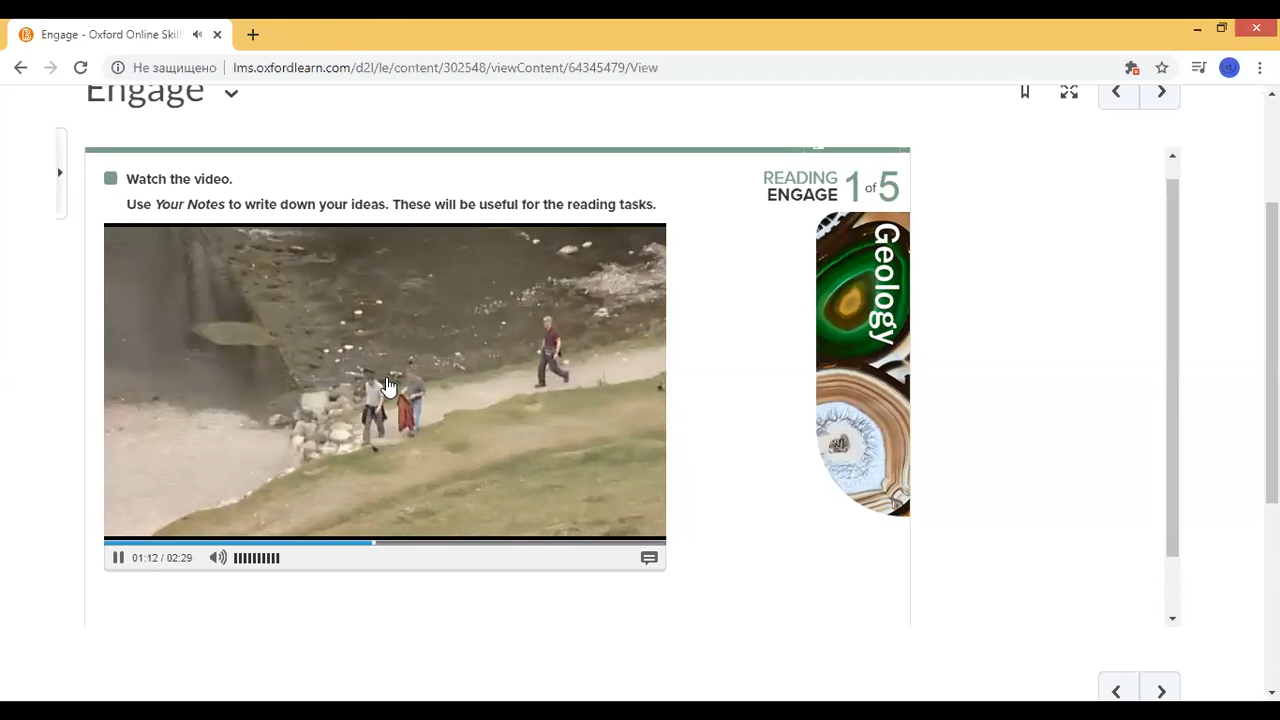 Engage - Oxford Online Skil
Не защищено
lms.oxfordlearn.com/d2l/le/content/302548/viewContent/64345479/View
Engage
Watch the video.
Use Your Notes to write down your ideas. These will be useful for the reading tasks.
READING
ENGAGE
1 of 5
Geology
01:12 / 02:29